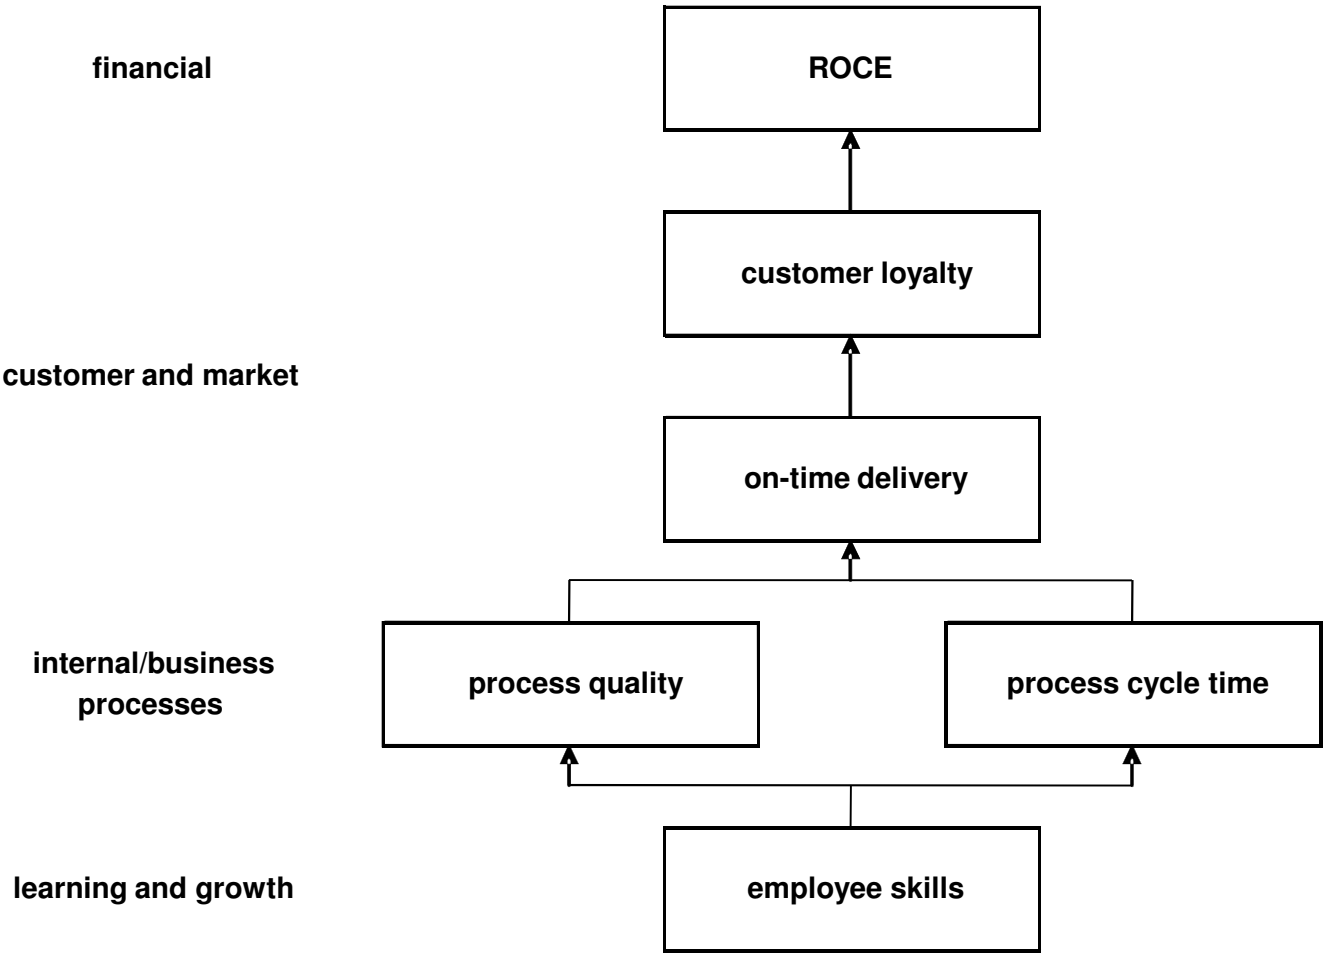 financial
ROCE
customer loyalty
customer and market
on-time delivery
internal/business
processes
process quality
process cycle time
learning and growth
employee skills